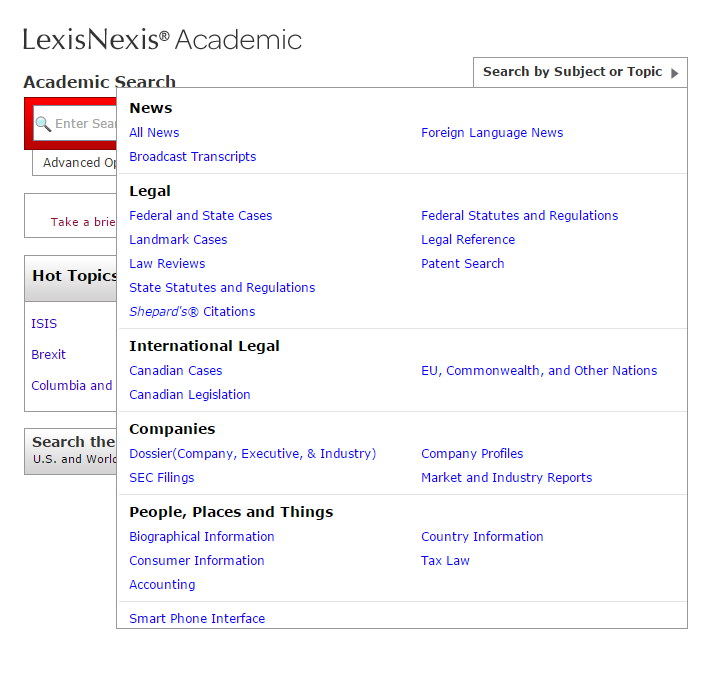 LexisNexis® Academic
Academic Search
Search by Subject or Topic
Enter Sear
Advanced Op
Take a brie
Hot Topics
ISIS
Brexit
Columbia and
Search the
U.S. and World
News
All News
Foreign Language News
Broadcast Transcripts
Legal
Federal and State Cases
Federal Statutes and Regulations
Landmark Cases
Legal Reference
Law Reviews
Patent Search
State Statutes and Regulations
Shepard's® Citations
International Legal
Canadian Cases
EU, Commonwealth, and Other Nations
Canadian Legislation
Companies
Dossier(Company, Executive, & Industry)
Company Profiles
SEC Filings
Market and Industry Reports
People, Places and Things
Biographical Information
Country Information
Consumer Information
Tax Law
Accounting
Smart Phone Interface